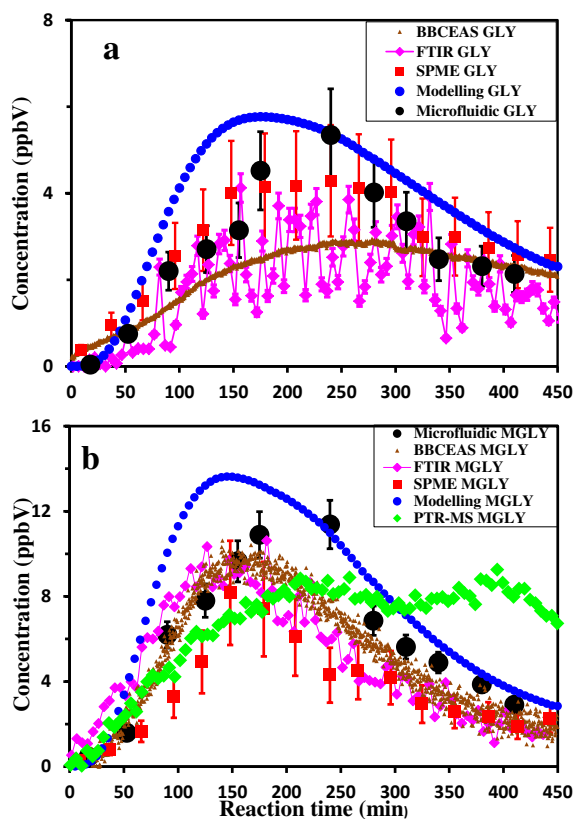 a
BBCEAS GLY
FTIR GLY
SPME GLY
Modelling GLY
Microfluidic GLY
Concentration (ppbV)
8
4
0
0 50 100 150 200 250 300 350 400 450
b
Microfluidic MGLY
BBCEAS MGLY
FTIR MGLY
SPME MGLY
Modelling MGLY
PTR-MS MGLY
Concentration (ppbV)
16
12
8
4
0
0 50 100 150 200 250 300 350 400 450
Reaction time (min)